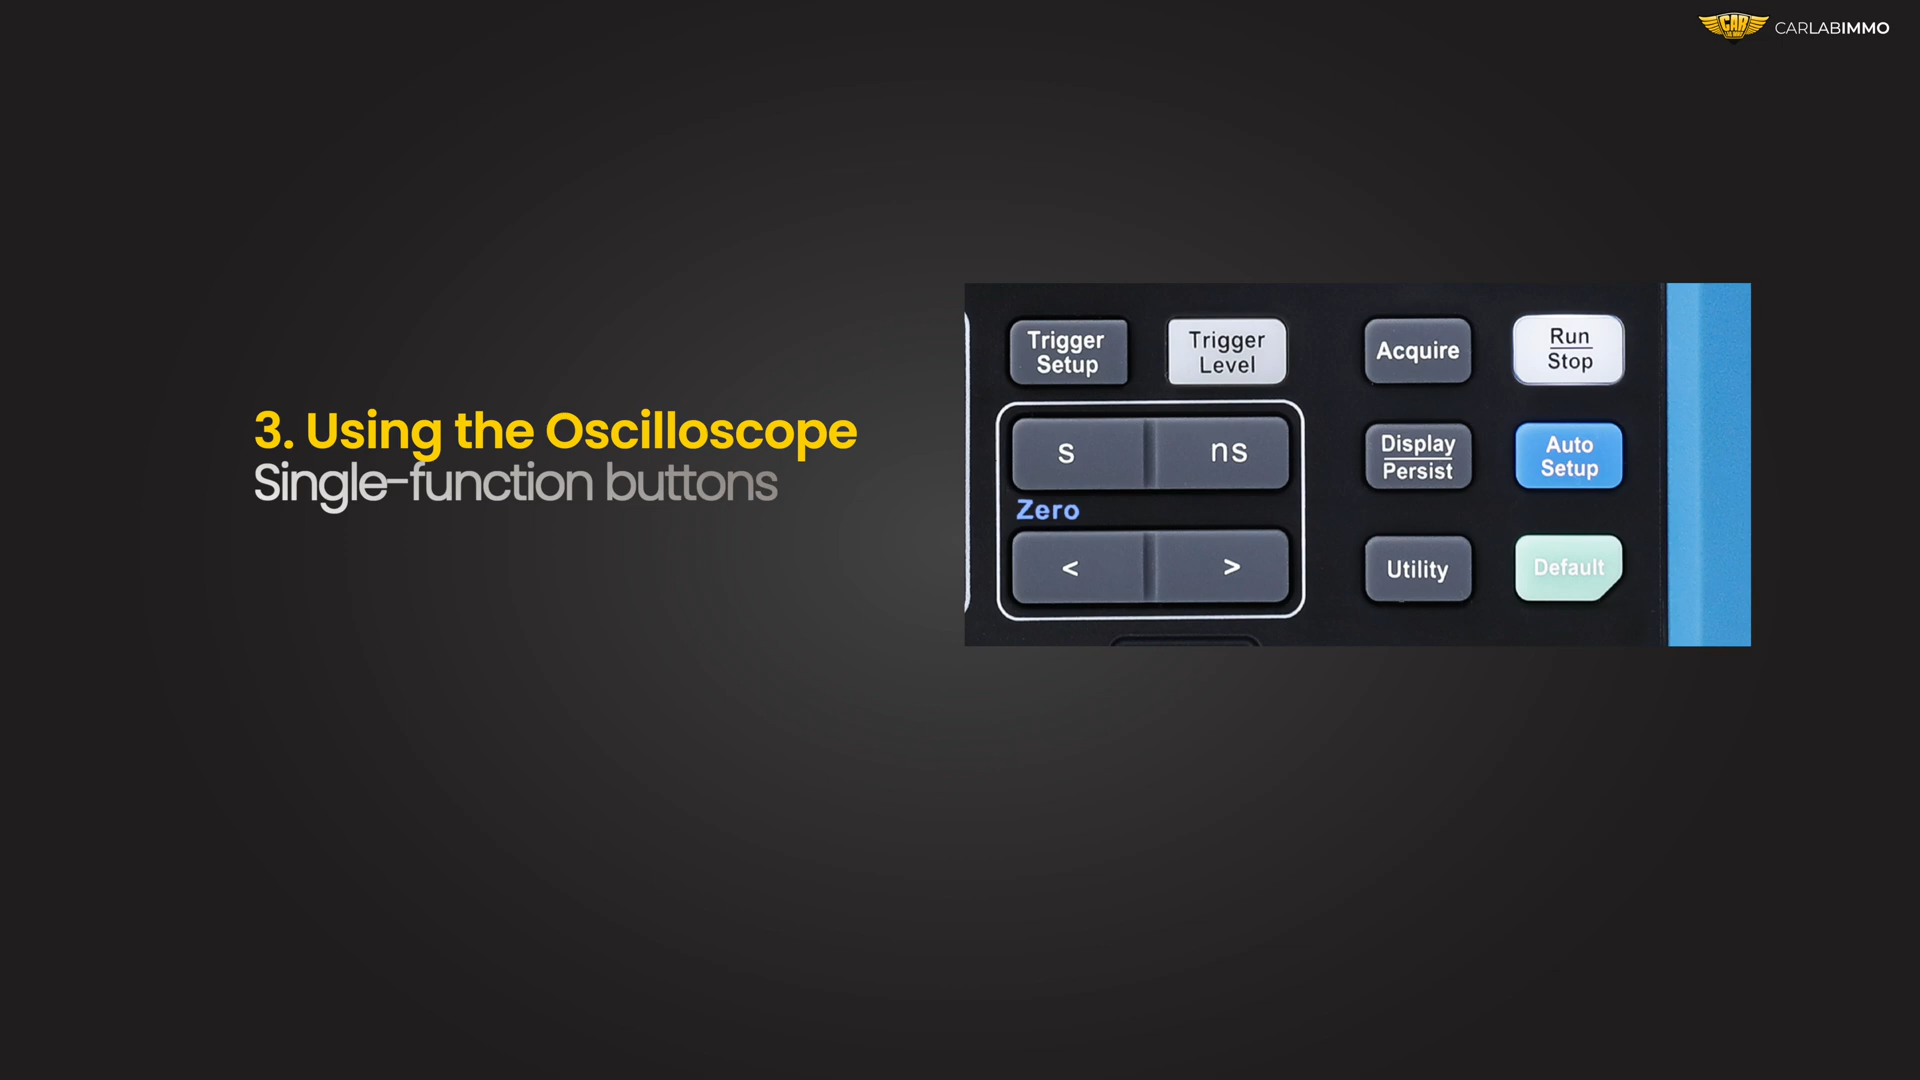 CAR
CARLABIMMO
3. Using the Oscilloscope
Single-function buttons
Trigger
Setup
Trigger
Level
Acquire
Run
Stop
s
ns
Display
Persist
Auto
Setup
Zero
<
>
Utility
Default